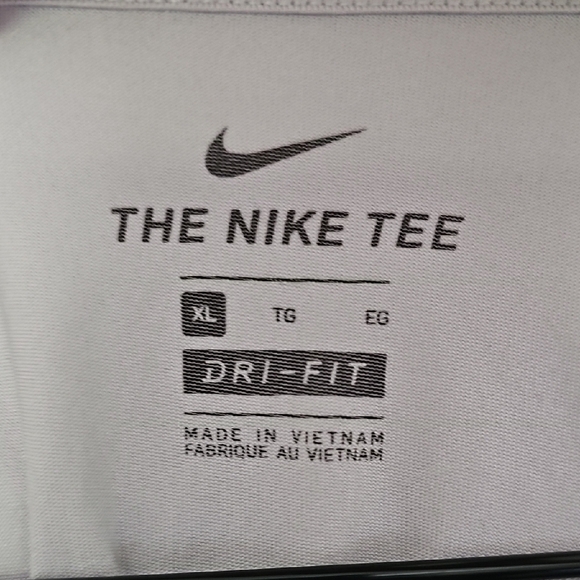 THE NIKE TEE
XL TG EG
DRI-FIT
MADE IN VIETNAM
FABRIQUE AU VIETNAM